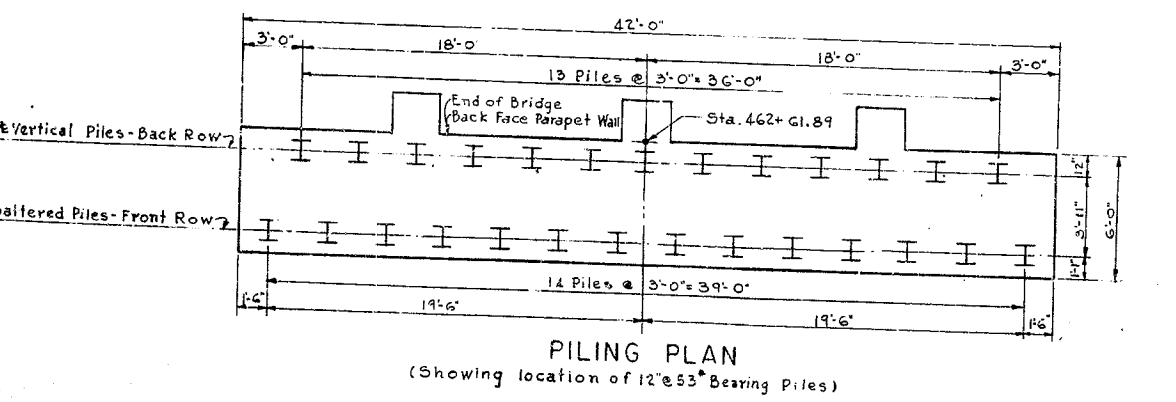 42'-0"
3'-0" 18'-0 18'-0" 3'-0"
13 Piles @ 3'-0"= 36'-0"
End of Bridge
Back Face Parapet Wall
Sta. 462+ 61.89
℄ Vertical Piles-Back Row
12"
3'-11"
6'-0"
1'-1"
Battered Piles-Front Row
14 Piles @ 3'-0"= 39'-0"
1'-6" 19'-6" 19'-6" 1'-6"
PILING PLAN
(Showing location of 12"@53# Bearing Piles)